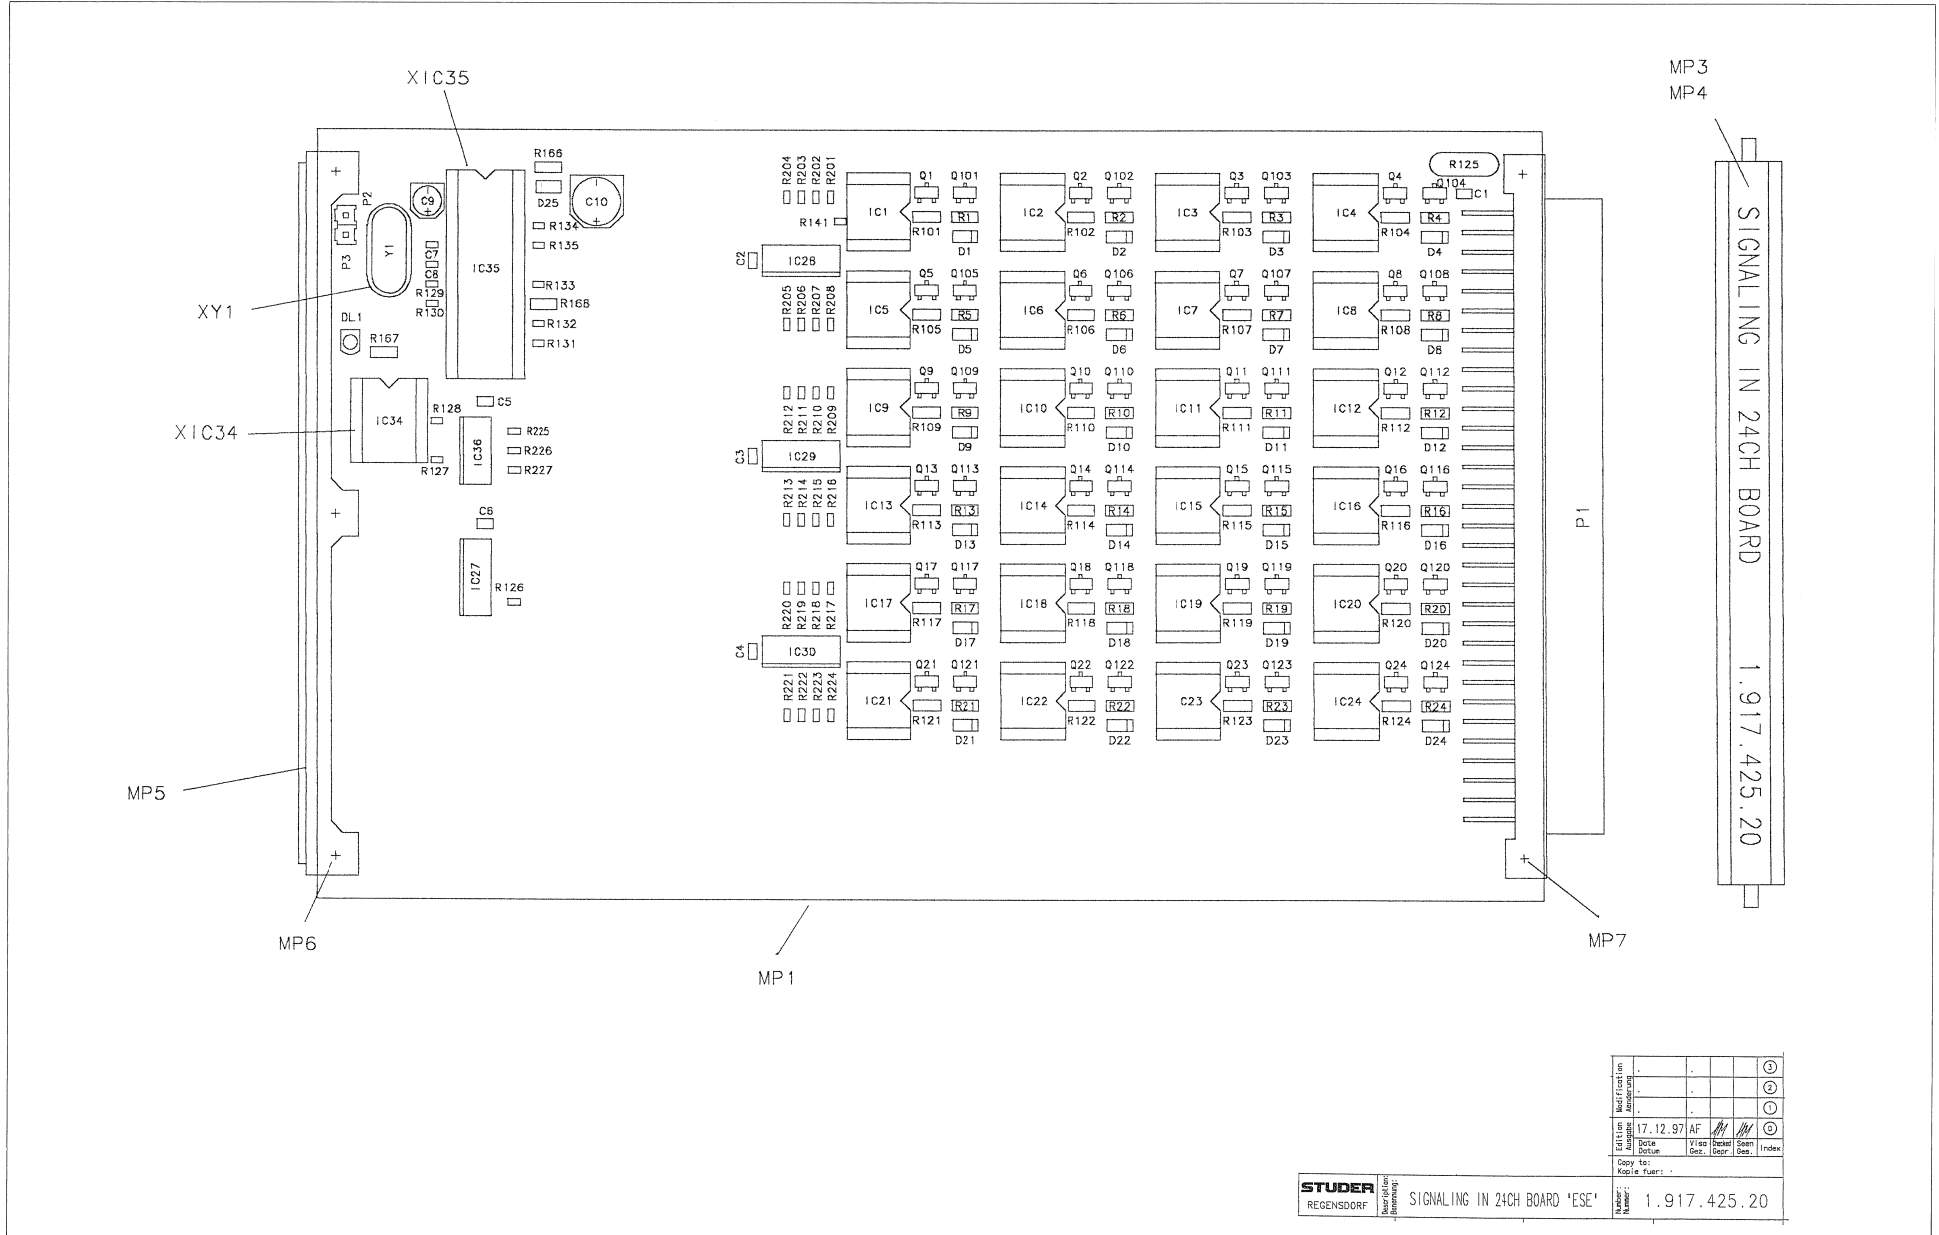 XIC35
MP3
MP4
R166
D25
C10
C9
P2
P3
Y1
C7
C8
R129
R130
IC35
R134
R135
R133
R168
R132
R131
XY1
DL1
R167
XIC34
IC34
R128
R127
C5
IC36
R225
R226
R227
C6
IC27
R126
R204
R203
R202
R201
R141
C2
IC28
R205
R206
R207
R208
R212
R211
R210
R209
C3
IC29
R213
R214
R215
R216
R220
R219
R218
R217
C4
IC30
R221
R222
R223
R224
IC1 Q1 Q101 R1 R101 D1
IC2 Q2 Q102 R2 R102 D2
IC3 Q3 Q103 R3 R103 D3
IC4 Q4 Q104 R4 R104 D4
R125
C1
IC5 Q5 Q105 R5 R105 D5
IC6 Q6 Q106 R6 R106 D6
IC7 Q7 Q107 R7 R107 D7
IC8 Q8 Q108 R8 R108 D8
IC9 Q9 Q109 R9 R109 D9
IC10 Q10 Q110 R10 R110 D10
IC11 Q11 Q111 R11 R111 D11
IC12 Q12 Q112 R12 R112 D12
IC13 Q13 Q113 R13 R113 D13
IC14 Q14 Q114 R14 R114 D14
IC15 Q15 Q115 R15 R115 D15
IC16 Q16 Q116 R16 R116 D16
IC17 Q17 Q117 R17 R117 D17
IC18 Q18 Q118 R18 R118 D18
IC19 Q19 Q119 R19 R119 D19
IC20 Q20 Q120 R20 R120 D20
IC21 Q21 Q121 R21 R121 D21
IC22 Q22 Q122 R22 R122 D22
C23 Q23 Q123 R23 R123 D23
IC24 Q24 Q124 R24 R124 D24
P1
SIGNALING IN 24CH BOARD 1.917.425.20
MP5
MP6
MP1
MP7
Modification
Aenderung
3
2
1
Edition
Ausgabe
17.12.97 AF 0
Date Visa Checked Seen Index
Datum Gez. Gepr. Ges.
Copy to:
Kopie fuer:
STUDER
REGENSDORF
Description:
Benennung:
SIGNALING IN 24CH BOARD 'ESE'
Number:
Nummer:
1.917.425.20